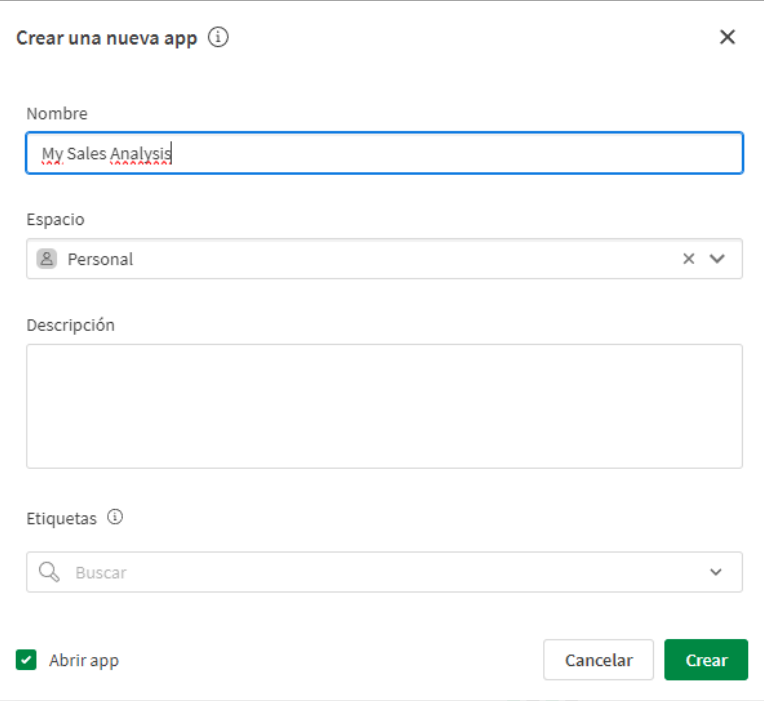 Crear una nueva app
Nombre
My Sales Analysis
Espacio
Personal
Descripción
Etiquetas
Buscar
Abrir app
Cancelar
Crear